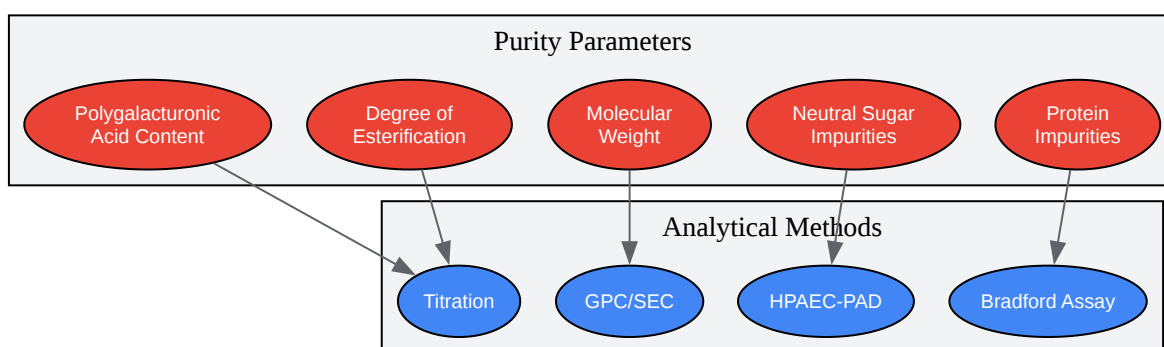 Purity Parameters
Polygalacturonic
Acid Content
Degree of
Esterification
Molecular
Weight
Neutral Sugar
Impurities
Protein
Impurities
Analytical Methods
Titration
GPC/SEC
HPAEC-PAD
Bradford Assay